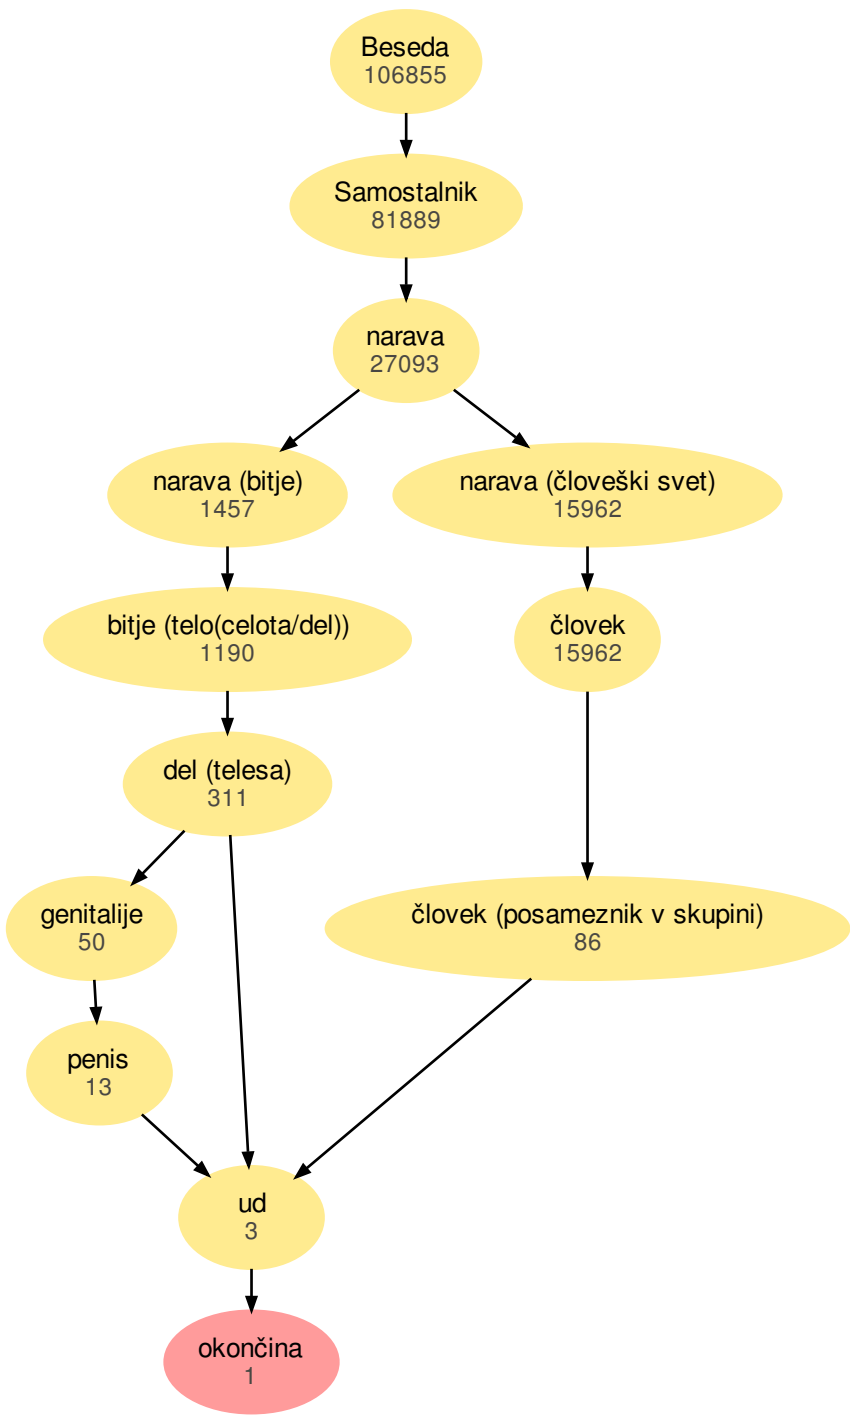 Beseda
106855
Samostalnik
81889
narava
27093
narava (bitje)
1457
narava (človeški svet)
15962
bitje (telo(celota/del))
1190
človek
15962
del (telesa)
311
genitalije
50
človek (posameznik v skupini)
86
penis
13
ud
3
okončina
1